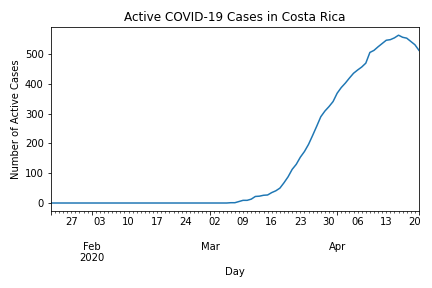 Active COVID-19 Cases in Costa Rica
Number of Active Cases
500
400
300
200
100
0
27 03 10 17 24 02 09 16 23 30 06 13 20
Feb Mar Apr
2020
Day